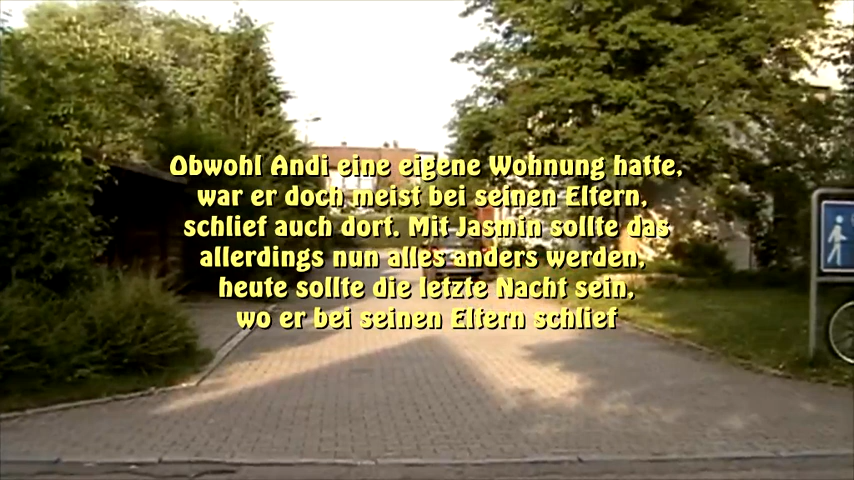 Obwohl Andi eine eigene Wohnung hatte,
war er doch meist bei seinen Eltern,
schlief auch dort. Mit Jasmin sollte das
allerdings nun alles anders werden,
heute sollte die letzte Nacht sein,
wo er bei seinen Eltern schlief